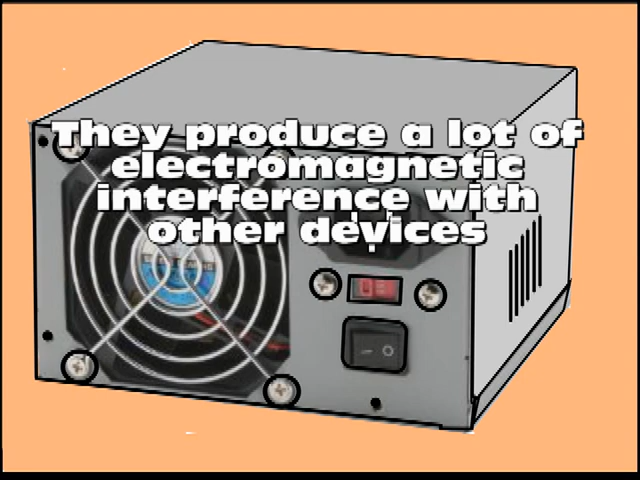 They produce a lot of
electromagnetic
interference with
other devices